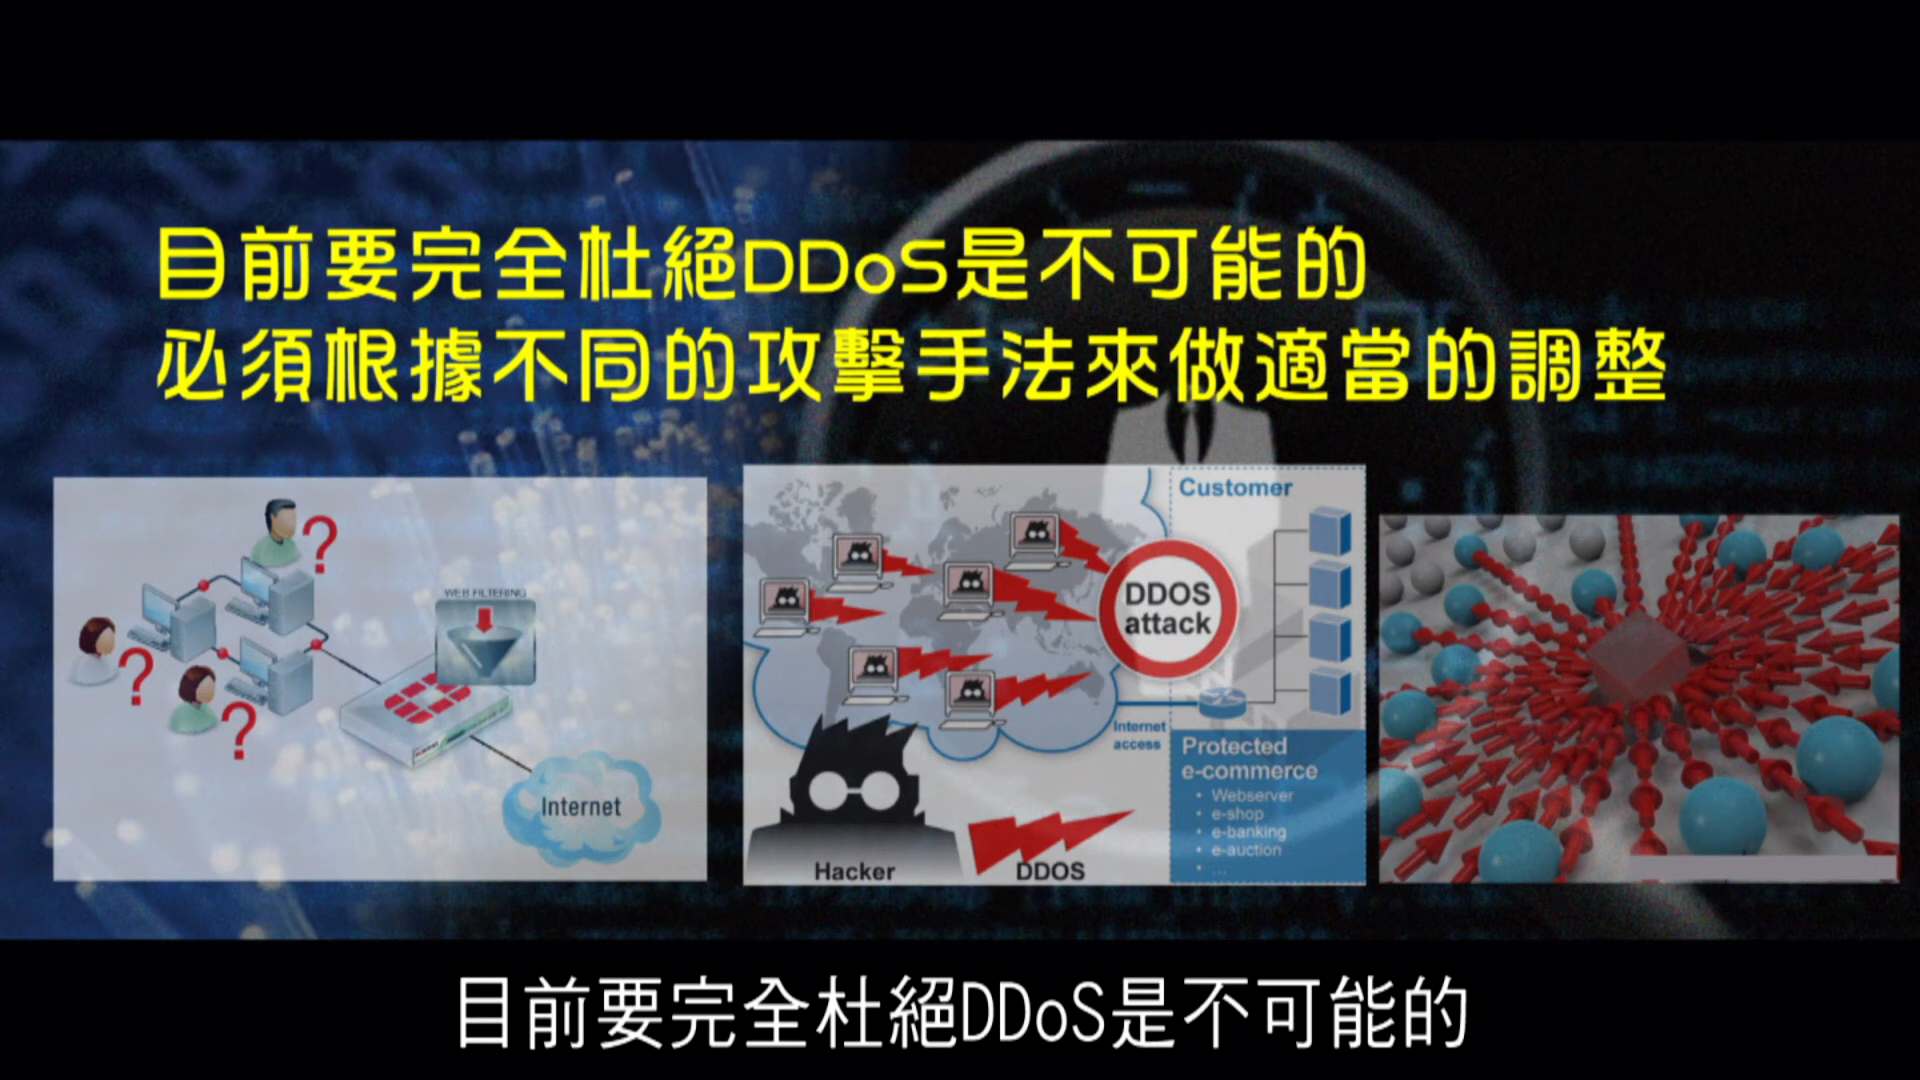 目前要完全杜絕DDoS是不可能的
必須根據不同的攻擊手法來做適當的調整
WEB FILTERING
Internet
Customer
DDOS
attack
Internet
access
Protected
e-commerce
• Webserver
• e-shop
• e-banking
• e-auction
• ...
Hacker
DDOS
目前要完全杜絕DDoS是不可能的